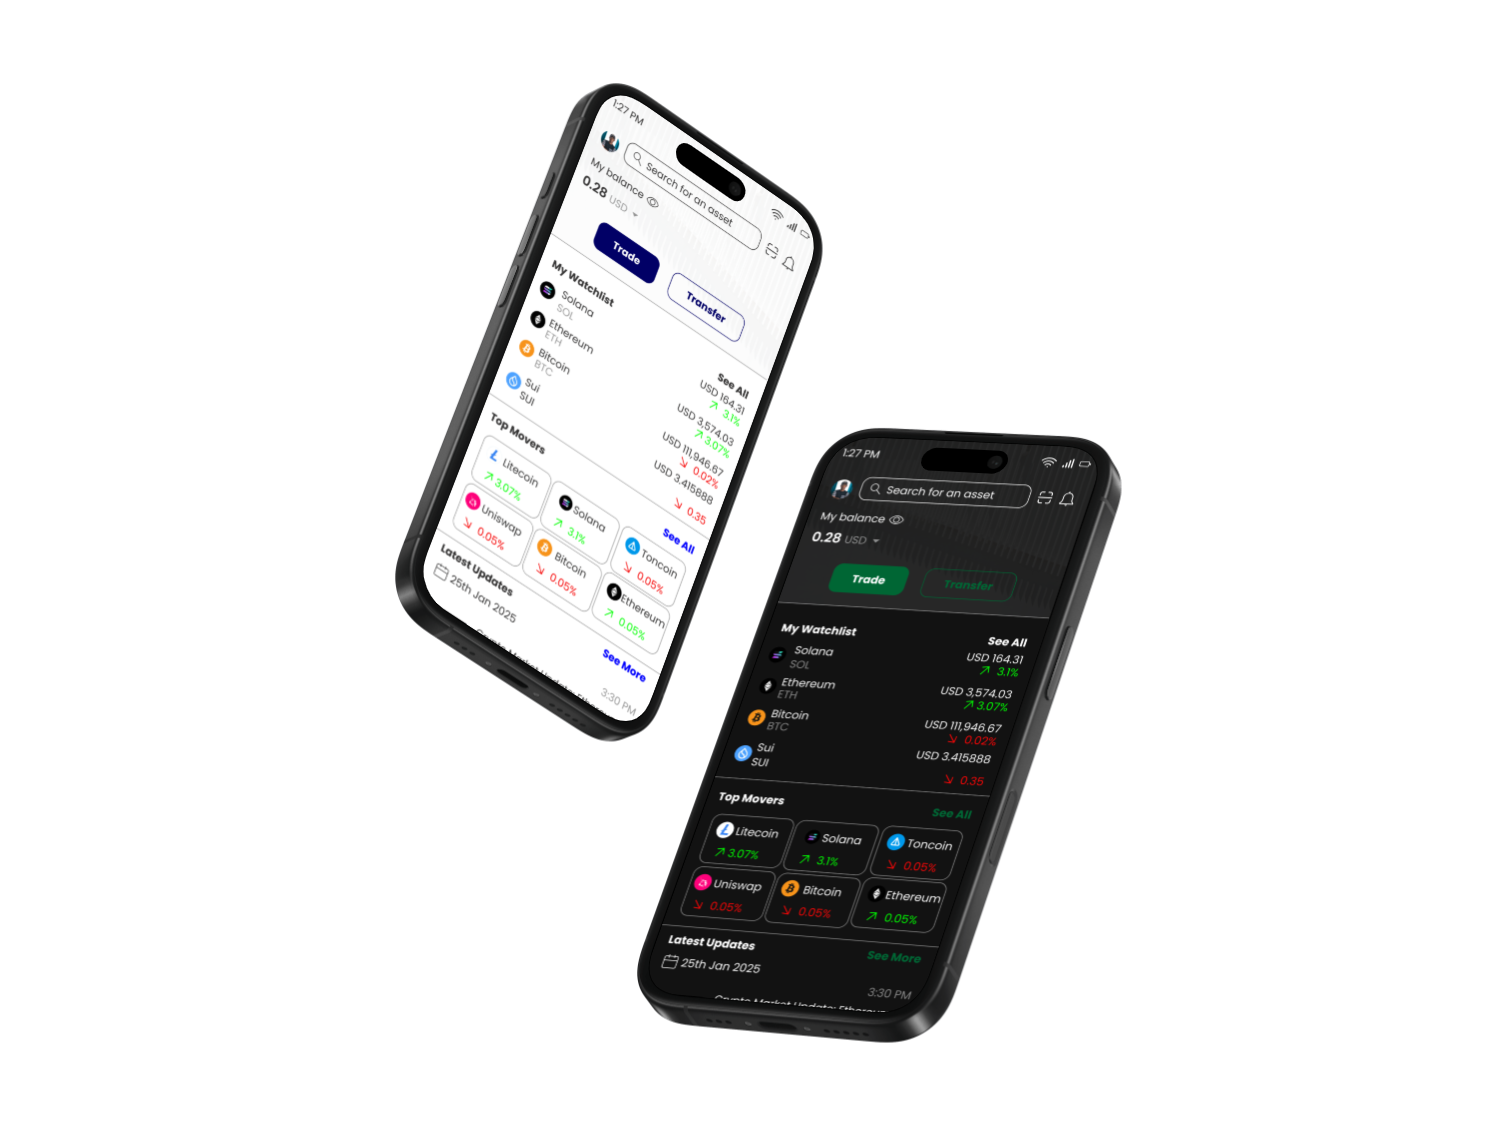 1:27 PM
Search for an asset
My balance
0.28 USD
Trade
Transfer
My Watchlist
See All
Solana
SOL
USD 164.31
3.1%
Ethereum
ETH
USD 3,574.03
3.07%
Bitcoin
BTC
USD 111,946.67
0.02%
Sui
SUI
USD 3.415888
0.35
Top Movers
See All
Litecoin
3.07%
Solana
3.1%
Toncoin
0.05%
Uniswap
0.05%
Bitcoin
0.05%
Ethereum
0.05%
Latest Updates
See More
25th Jan 2025
3:30 PM
Crypto Market Update: Ethere
1:27 PM
Search for an asset
My balance
0.28 USD
Trade
Transfer
My Watchlist
See All
Solana
SOL
USD 164.31
3.1%
Ethereum
ETH
USD 3,574.03
3.07%
Bitcoin
BTC
USD 111,946.67
0.02%
Sui
SUI
USD 3.415888
0.35
Top Movers
See All
Litecoin
3.07%
Solana
3.1%
Toncoin
0.05%
Uniswap
0.05%
Bitcoin
0.05%
Ethereum
0.05%
Latest Updates
See More
25th Jan 2025
3:30 PM
Crypto Market Update: Ethereu